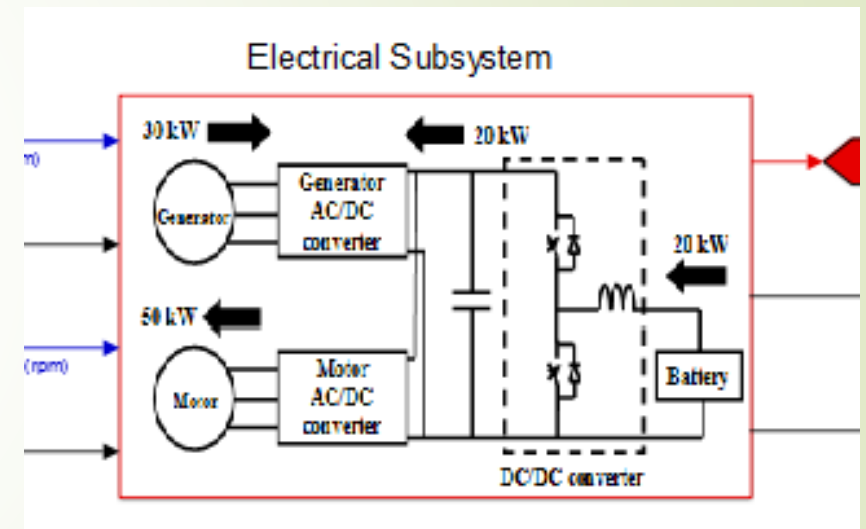 Electrical Subsystem
30 kW
20 kW
Generator
Generator
AC/DC
converter
20 kW
50 kW
Motor
Motor
AC/DC
converter
Battery
DC/DC converter
m)
(rpm)